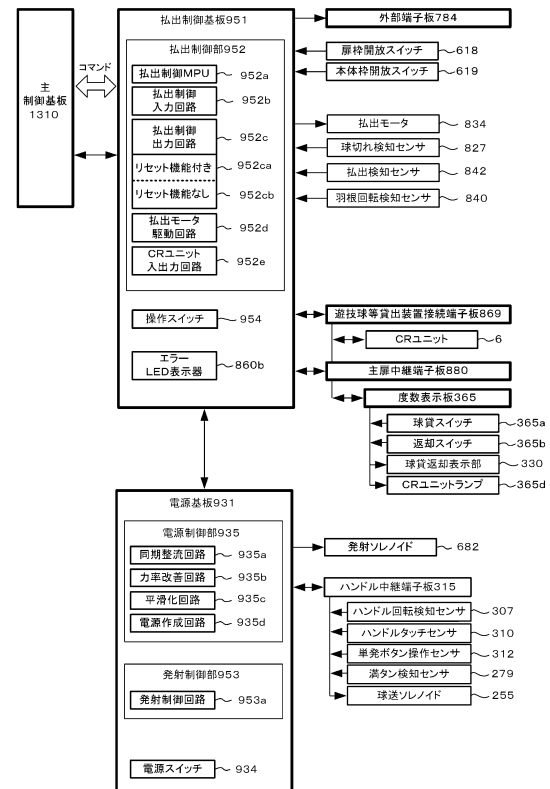 主
制御基板
1310
コマンド
払出制御基板951
払出制御部952
払出制御MPU 952a
払出制御
入力回路 952b
払出制御
出力回路 952c
リセット機能付き 952ca
リセット機能なし 952cb
払出モータ
駆動回路 952d
CRユニット
入出力回路 952e
操作スイッチ 954
エラー
LED表示器 860b
外部端子板784
扉枠開放スイッチ 618
本体枠開放スイッチ 619
払出モータ 834
球切れ検知センサ 827
払出検知センサ 842
羽根回転検知センサ 840
遊技球等貸出装置接続端子板869
CRユニット 6
主扉中継端子板880
度数表示板365
球貸スイッチ 365a
返却スイッチ 365b
球貸返却表示部 330
CRユニットランプ 365d
電源基板931
電源制御部935
同期整流回路 935a
力率改善回路 935b
平滑化回路 935c
電源作成回路 935d
発射制御部953
発射制御回路 953a
電源スイッチ 934
発射ソレノイド 682
ハンドル中継端子板315
ハンドル回転検知センサ 307
ハンドルタッチセンサ 310
単発ボタン操作センサ 312
満タン検知センサ 279
球送ソレノイド 255